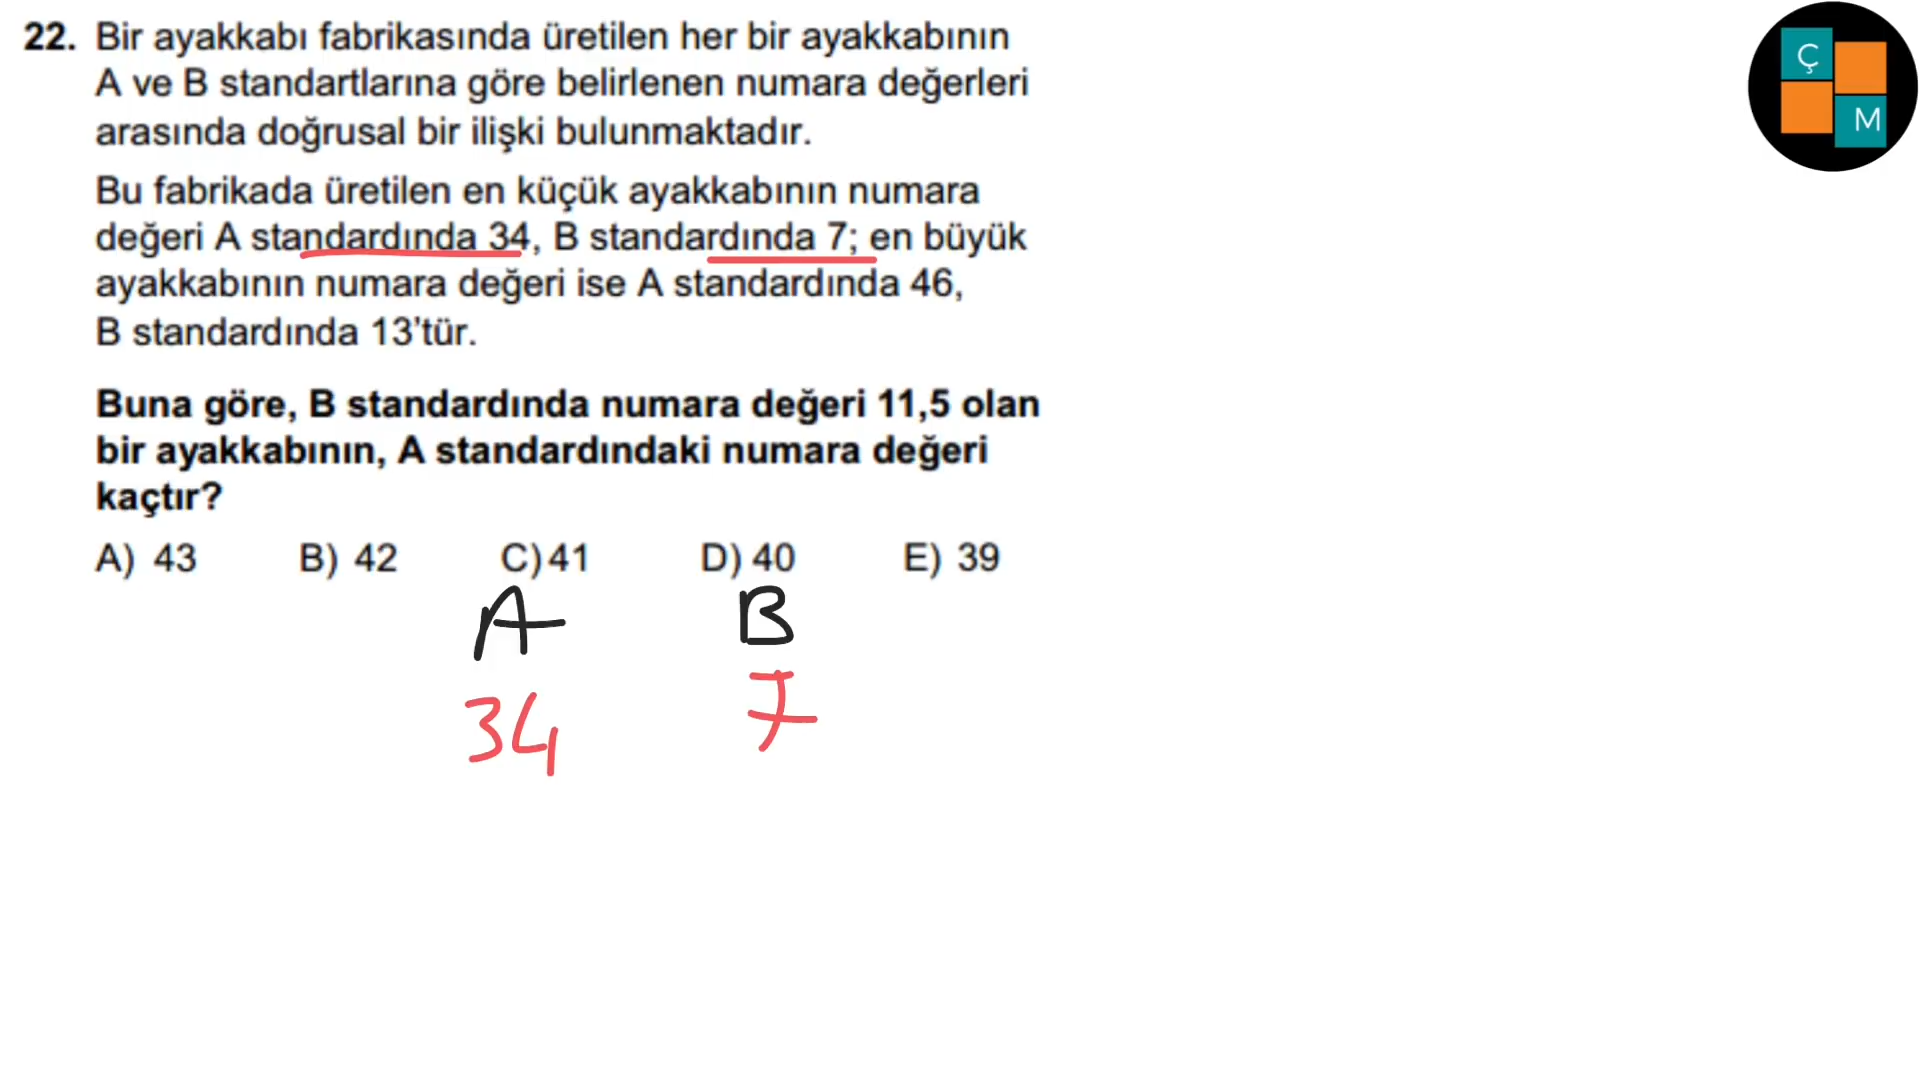 22. Bir ayakkabı fabrikasında üretilen her bir ayakkabının
A ve B standartlarına göre belirlenen numara değerleri
arasında doğrusal bir ilişki bulunmaktadır.
Bu fabrikada üretilen en küçük ayakkabının numara
değeri A standardında 34, B standardında 7; en büyük
ayakkabının numara değeri ise A standardında 46,
B standardında 13'tür.
Buna göre, B standardında numara değeri 11,5 olan
bir ayakkabının, A standardındaki numara değeri
kaçtır?
A) 43 B) 42 C) 41 D) 40 E) 39
A B
34 7
Ç
M